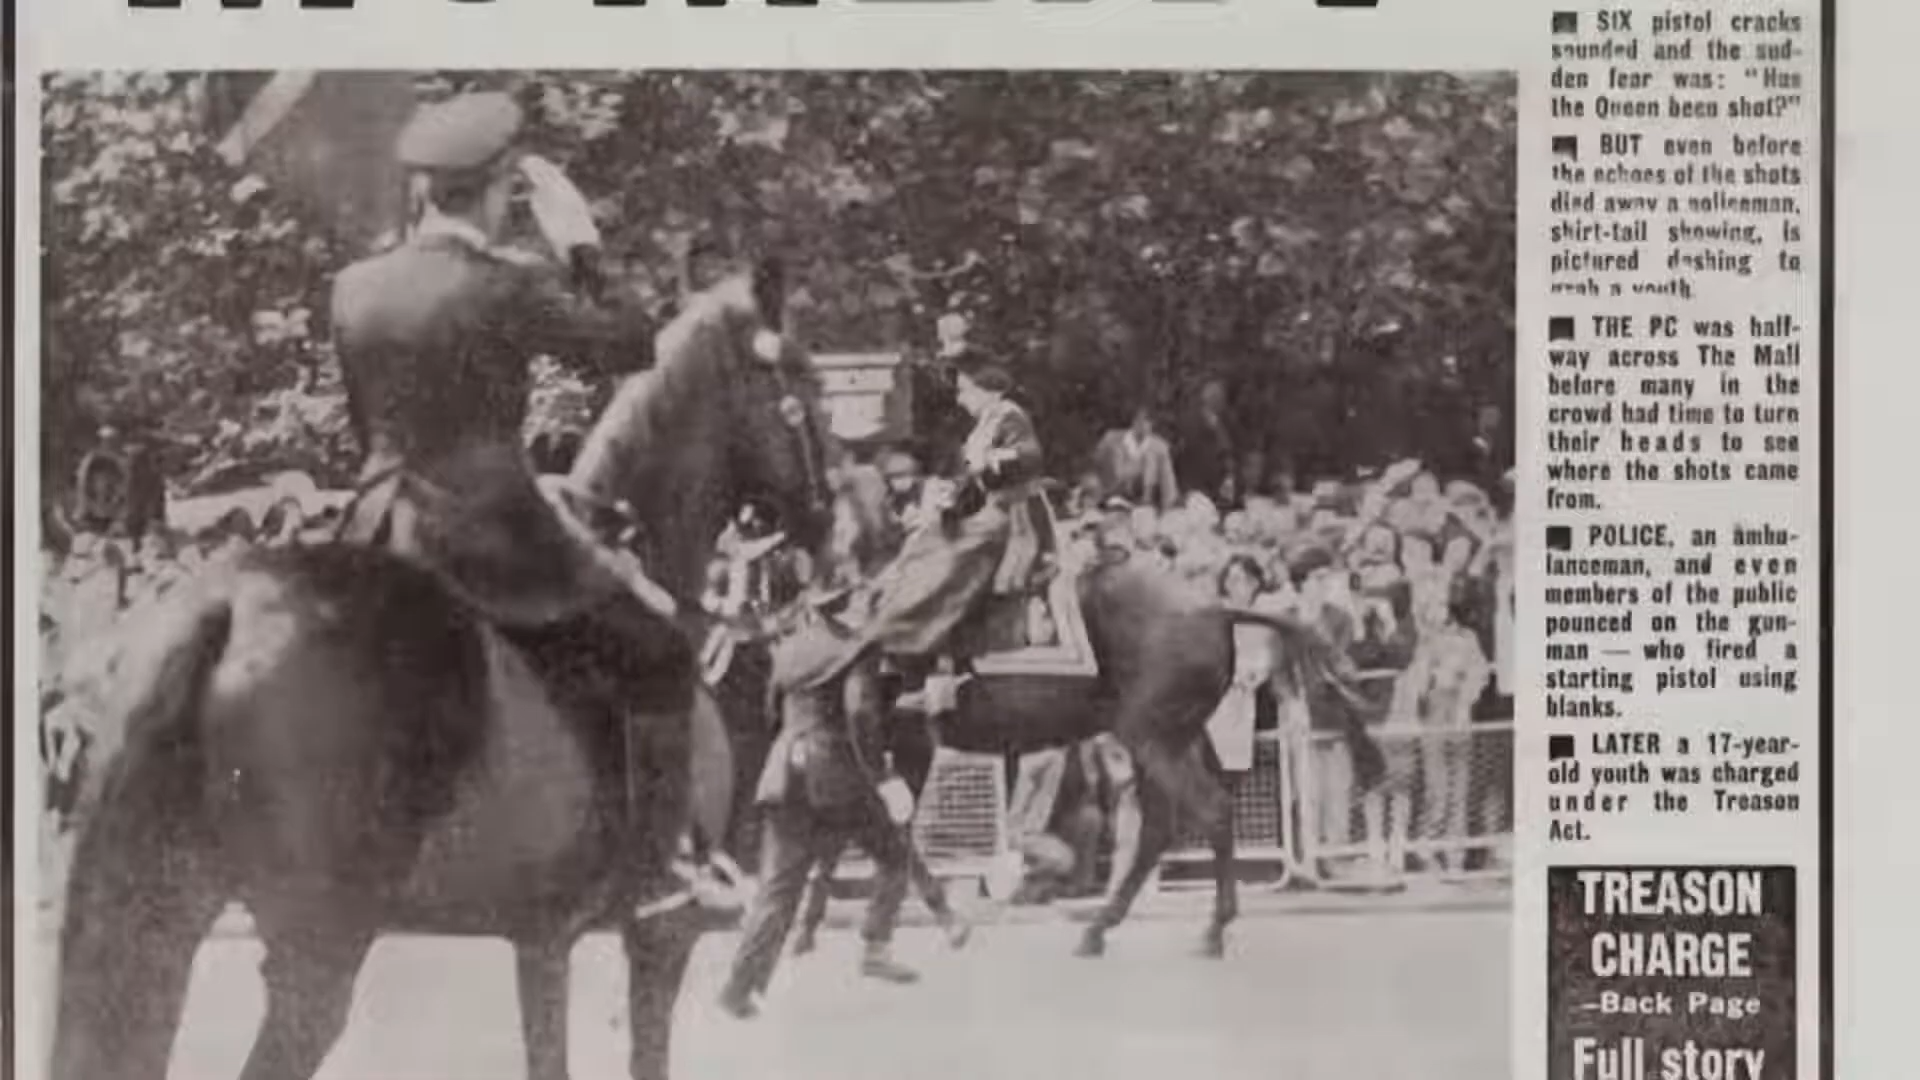 ■ SIX pistol cracks
sounded and the sud-
den fear was: "Has
the Queen been shot?"
■ BUT even before
the echoes of the shots
died away a policeman,
shirt-tail showing, is
pictured dashing to
grab a youth.
■ THE PC was half-
way across The Mall
before many in the
crowd had time to turn
their heads to see
where the shots came
from.
■ POLICE, an ambu-
lanceman, and even
members of the public
pounced on the gun-
man — who fired a
starting pistol using
blanks.
■ LATER a 17-year-
old youth was charged
under the Treason
Act.
TREASON
CHARGE
—Back Page
Full story